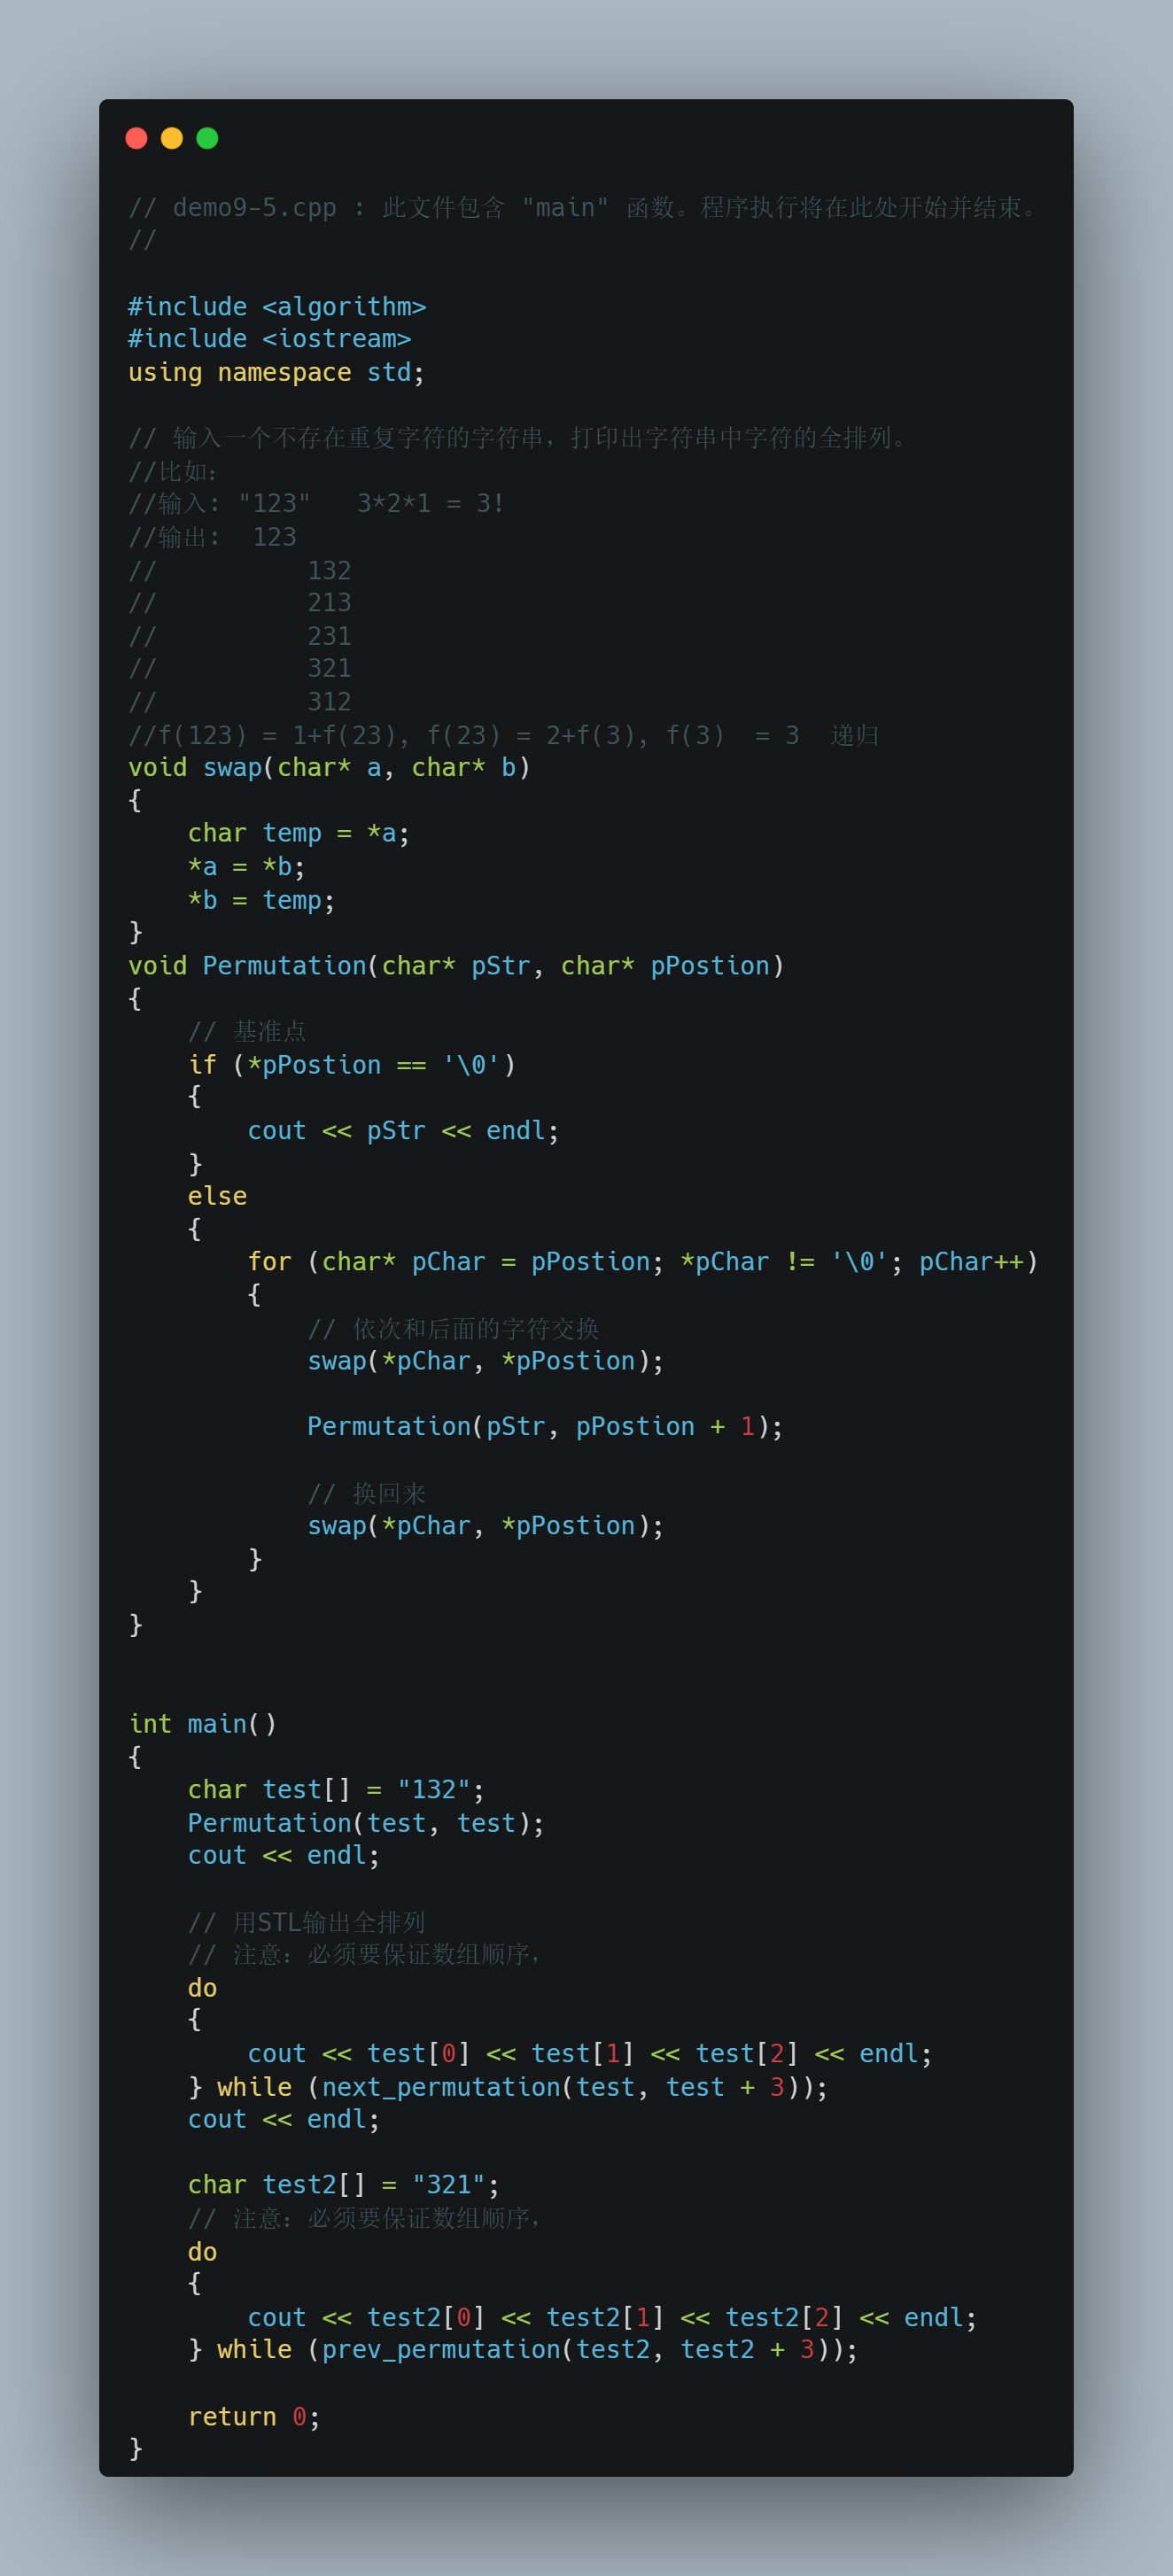 // demo9-5.cpp : 此文件包含 "main" 函数。程序执行将在此处开始并结束。
//

#include <algorithm>
#include <iostream>
using namespace std;

// 输入一个不存在重复字符的字符串，打印出字符串中字符的全排列。
//比如：
//输入: "123"   3*2*1 = 3!
//输出:  123
//          132
//          213
//          231
//          321
//          312
//f(123) = 1+f(23), f(23) = 2+f(3), f(3)  = 3  递归
void swap(char* a, char* b)
{
    char temp = *a;
    *a = *b;
    *b = temp;
}
void Permutation(char* pStr, char* pPostion)
{
    // 基准点
    if (*pPostion == '\0')
    {
        cout << pStr << endl;
    }
    else
    {
        for (char* pChar = pPostion; *pChar != '\0'; pChar++)
        {
            // 依次和后面的字符交换
            swap(*pChar, *pPostion);

            Permutation(pStr, pPostion + 1);

            // 换回来
            swap(*pChar, *pPostion);
        }
    }
}


int main()
{
    char test[] = "132";
    Permutation(test, test);
    cout << endl;

    // 用STL输出全排列
    // 注意：必须要保证数组顺序，
    do
    {
        cout << test[0] << test[1] << test[2] << endl;
    } while (next_permutation(test, test + 3));
    cout << endl;

    char test2[] = "321";
    // 注意：必须要保证数组顺序，
    do
    {
        cout << test2[0] << test2[1] << test2[2] << endl;
    } while (prev_permutation(test2, test2 + 3));

    return 0;
}